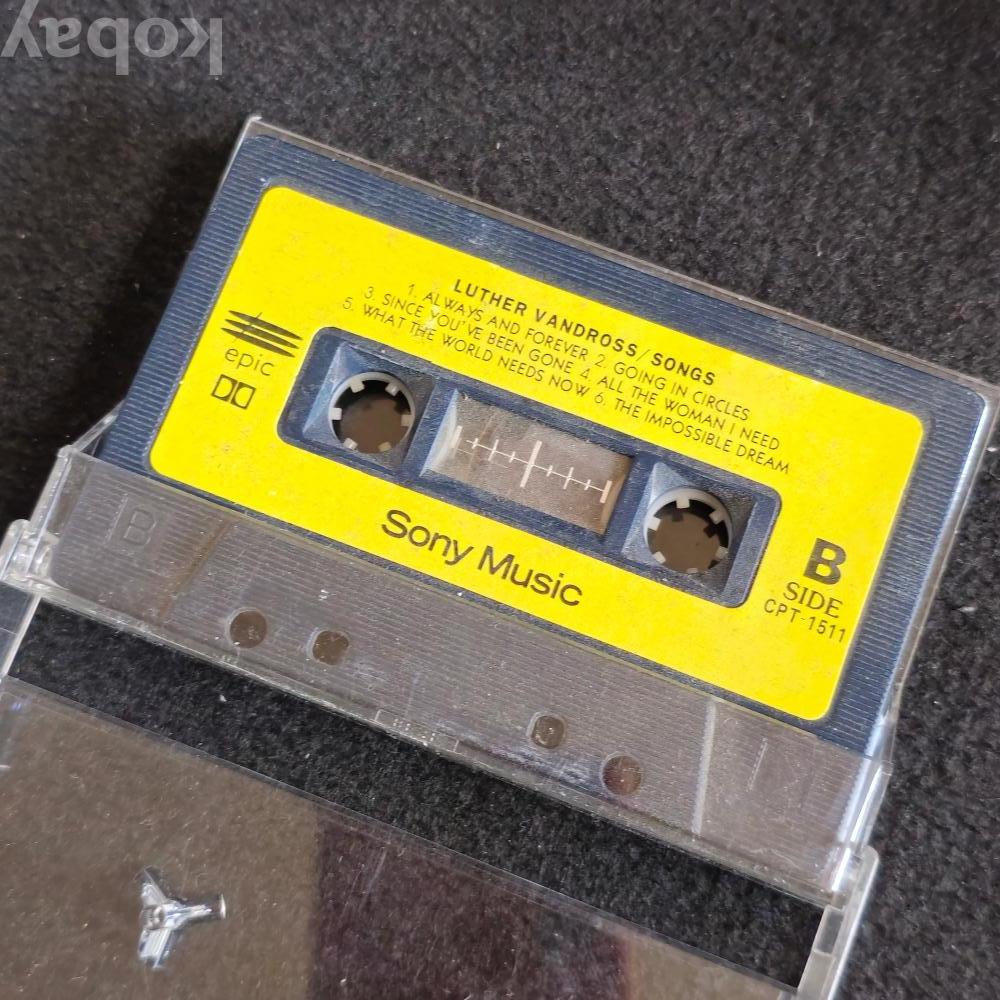 kobay
LUTHER VANDROSS/SONGS
1. ALWAYS AND FOREVER 2. GOING IN CIRCLES
3. SINCE YOU'VE BEEN GONE 4. ALL THE WOMAN I NEED
5. WHAT THE WORLD NEEDS NOW 6. THE IMPOSSIBLE DREAM
epic
Sony Music
B
SIDE
CPT-1511
B